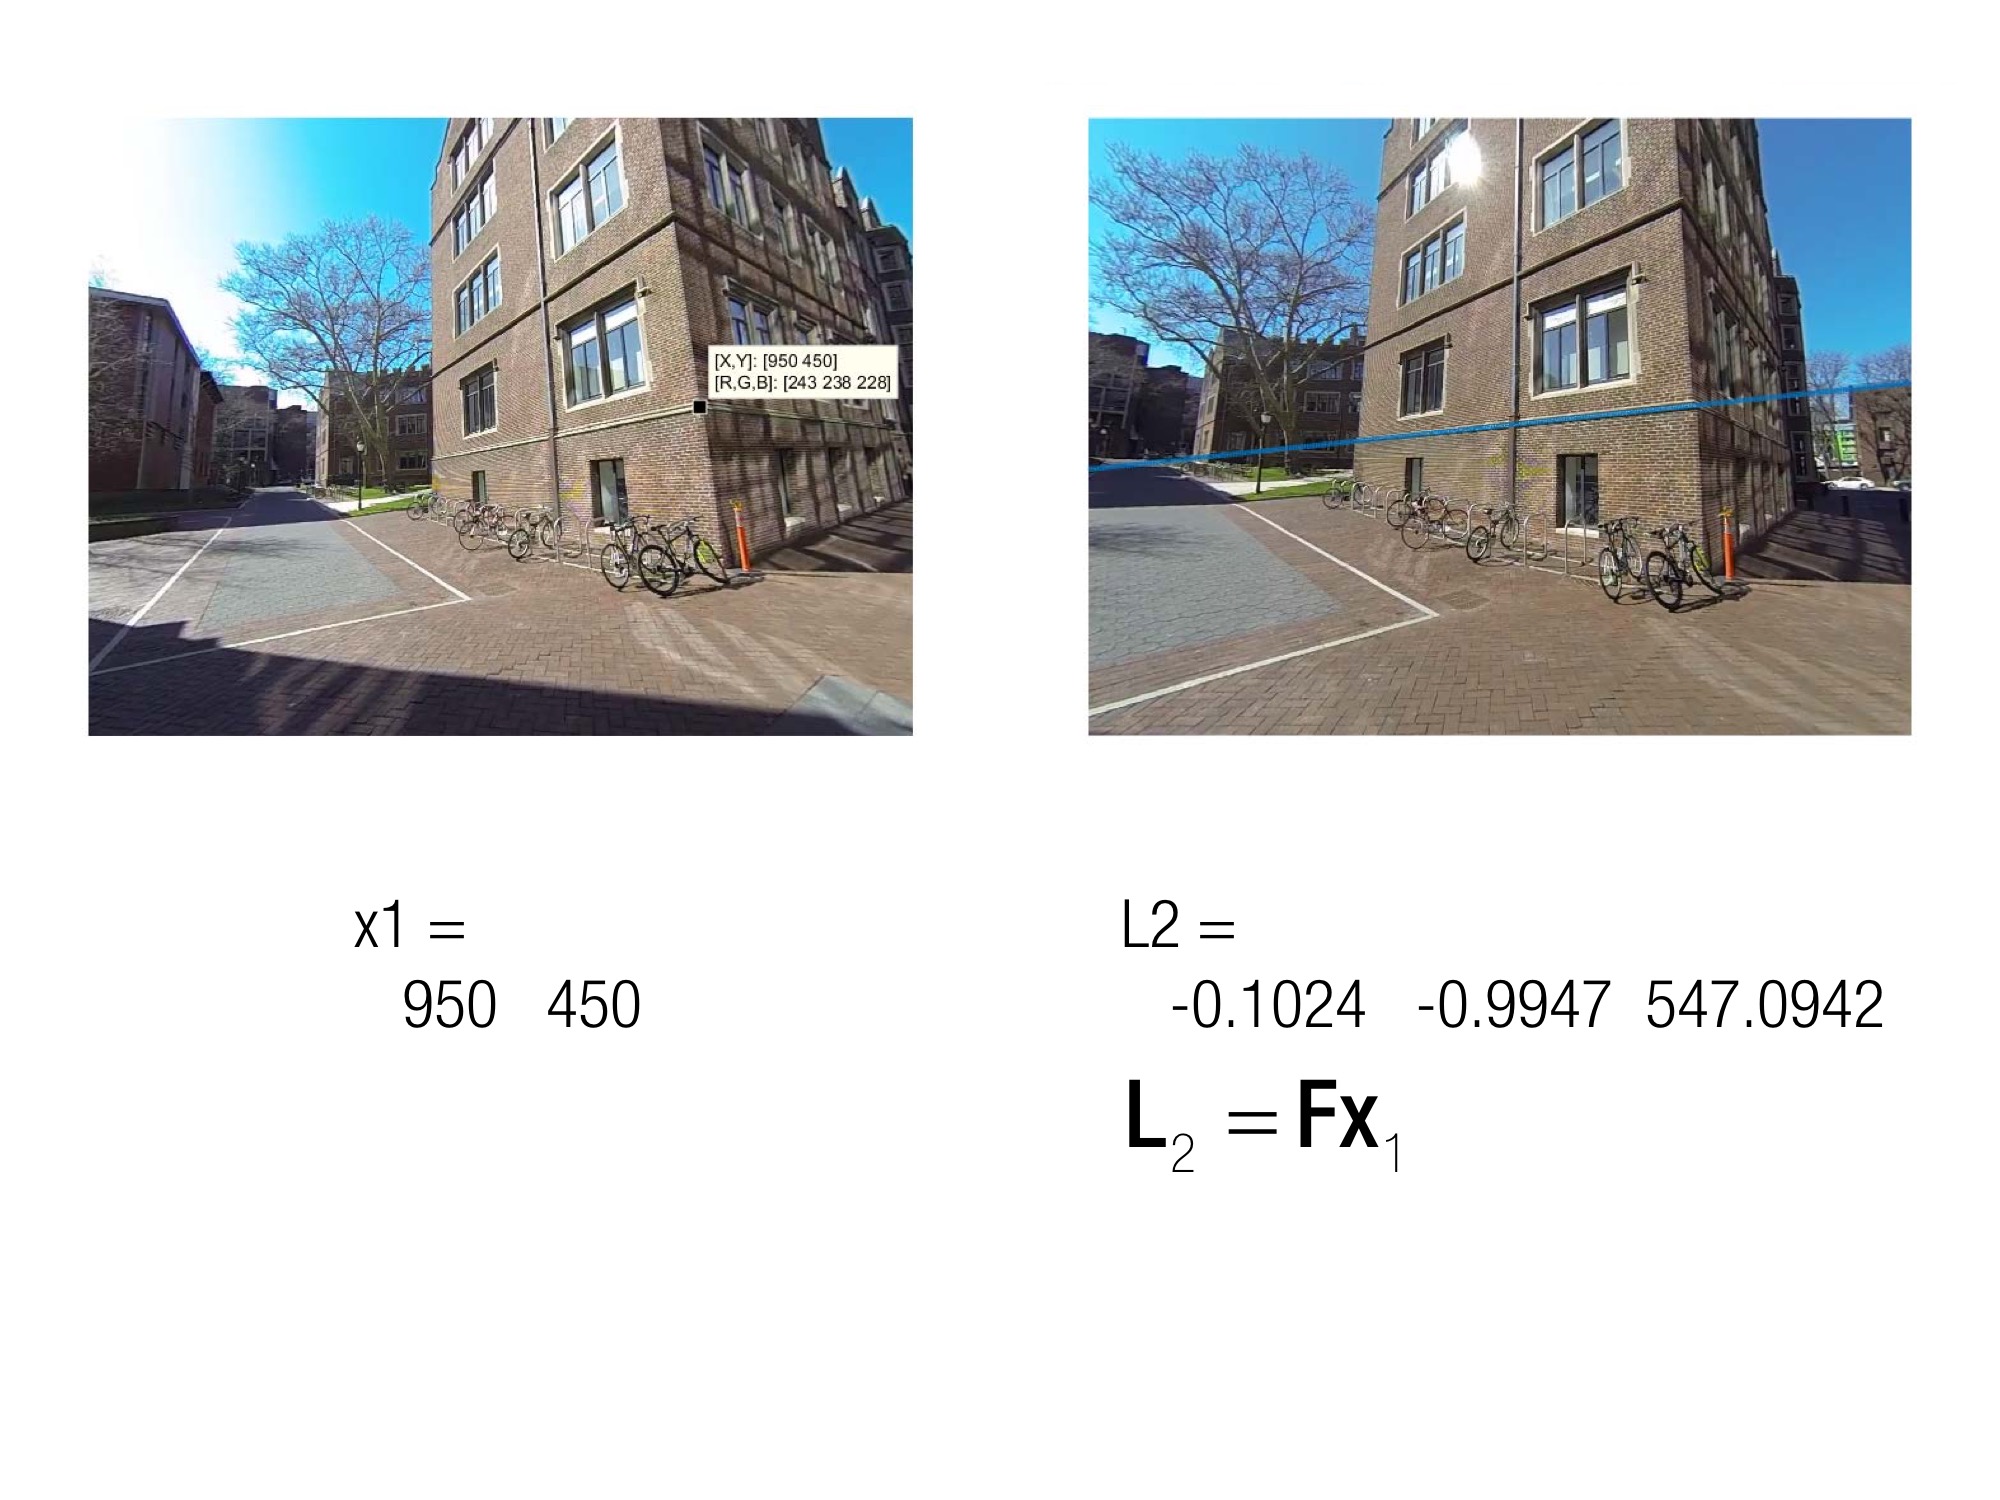 [X,Y]: [950 450]
[R,G,B]: [243 238 228]
x1 =
950 450
L2 =
-0.1024 -0.9947 547.0942
L2 = Fx1